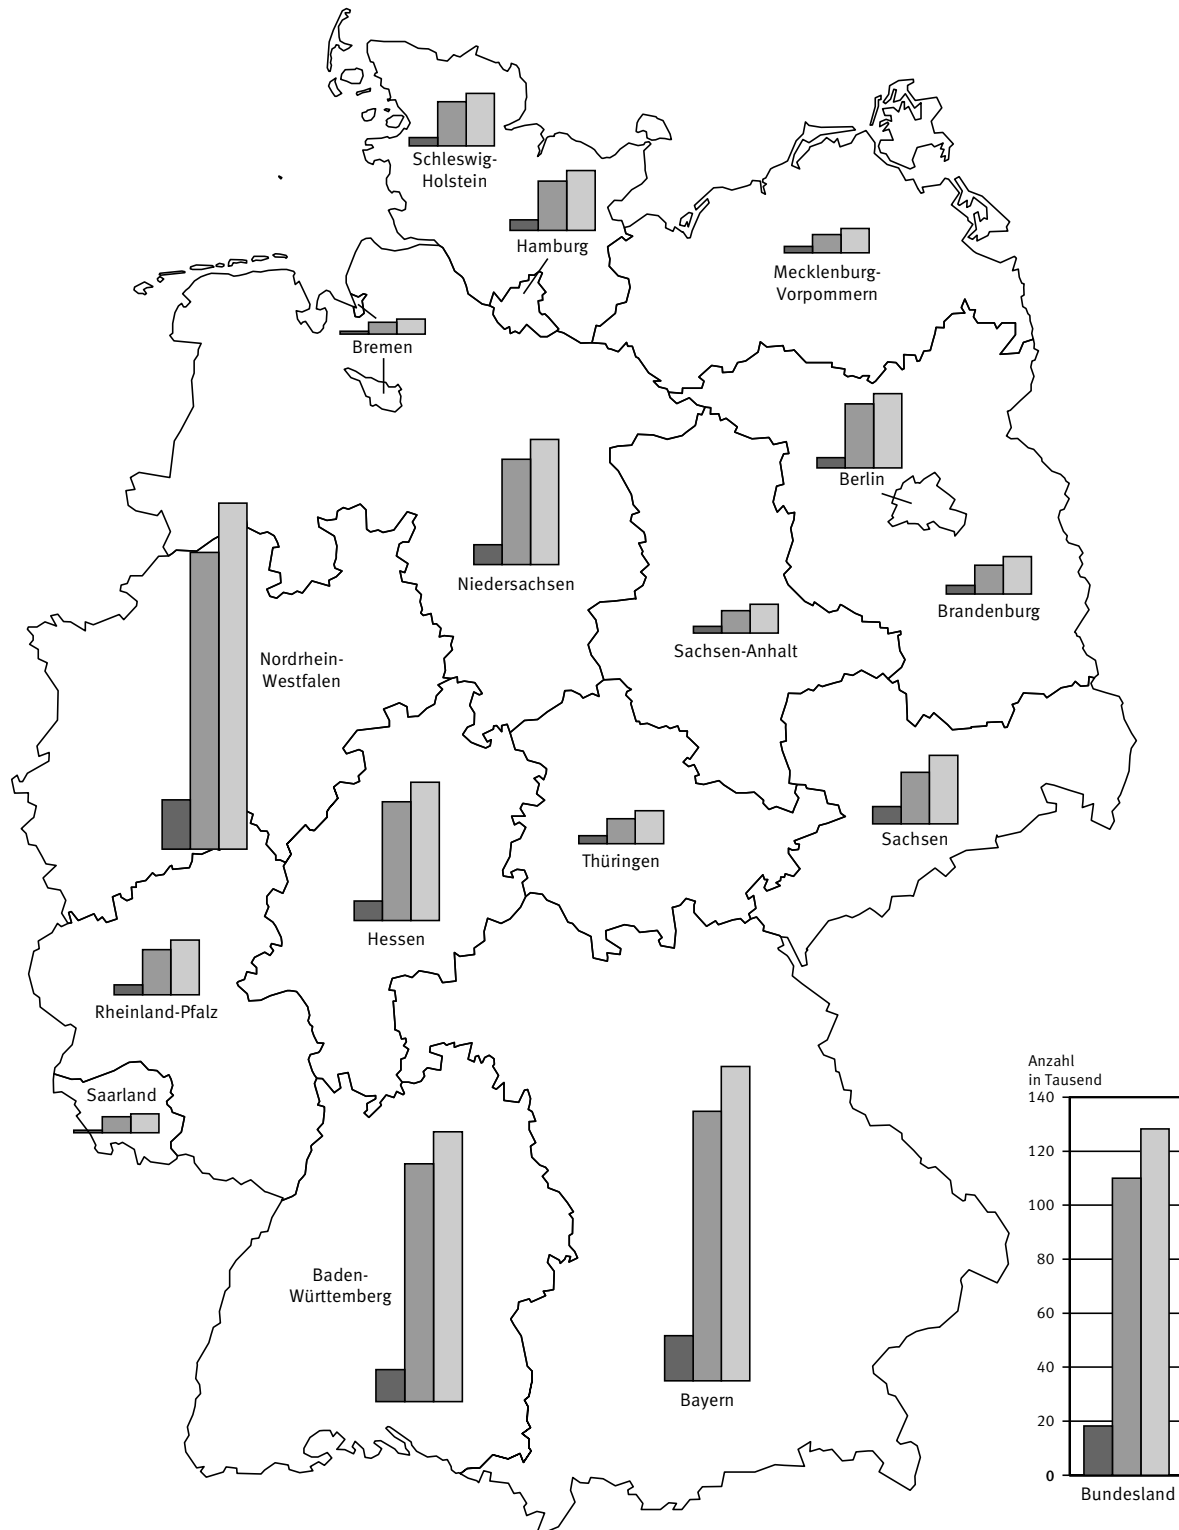 Schleswig-
Holstein
Hamburg
Mecklenburg-
Vorpommern
Bremen
Berlin
Niedersachsen
Brandenburg
Sachsen-Anhalt
Nordrhein-
Westfalen
Sachsen
Thüringen
Hessen
Rheinland-Pfalz
Saarland
Baden-
Württemberg
Bayern
Anzahl
in Tausend
140
120
100
80
60
40
20
0
Bundesland